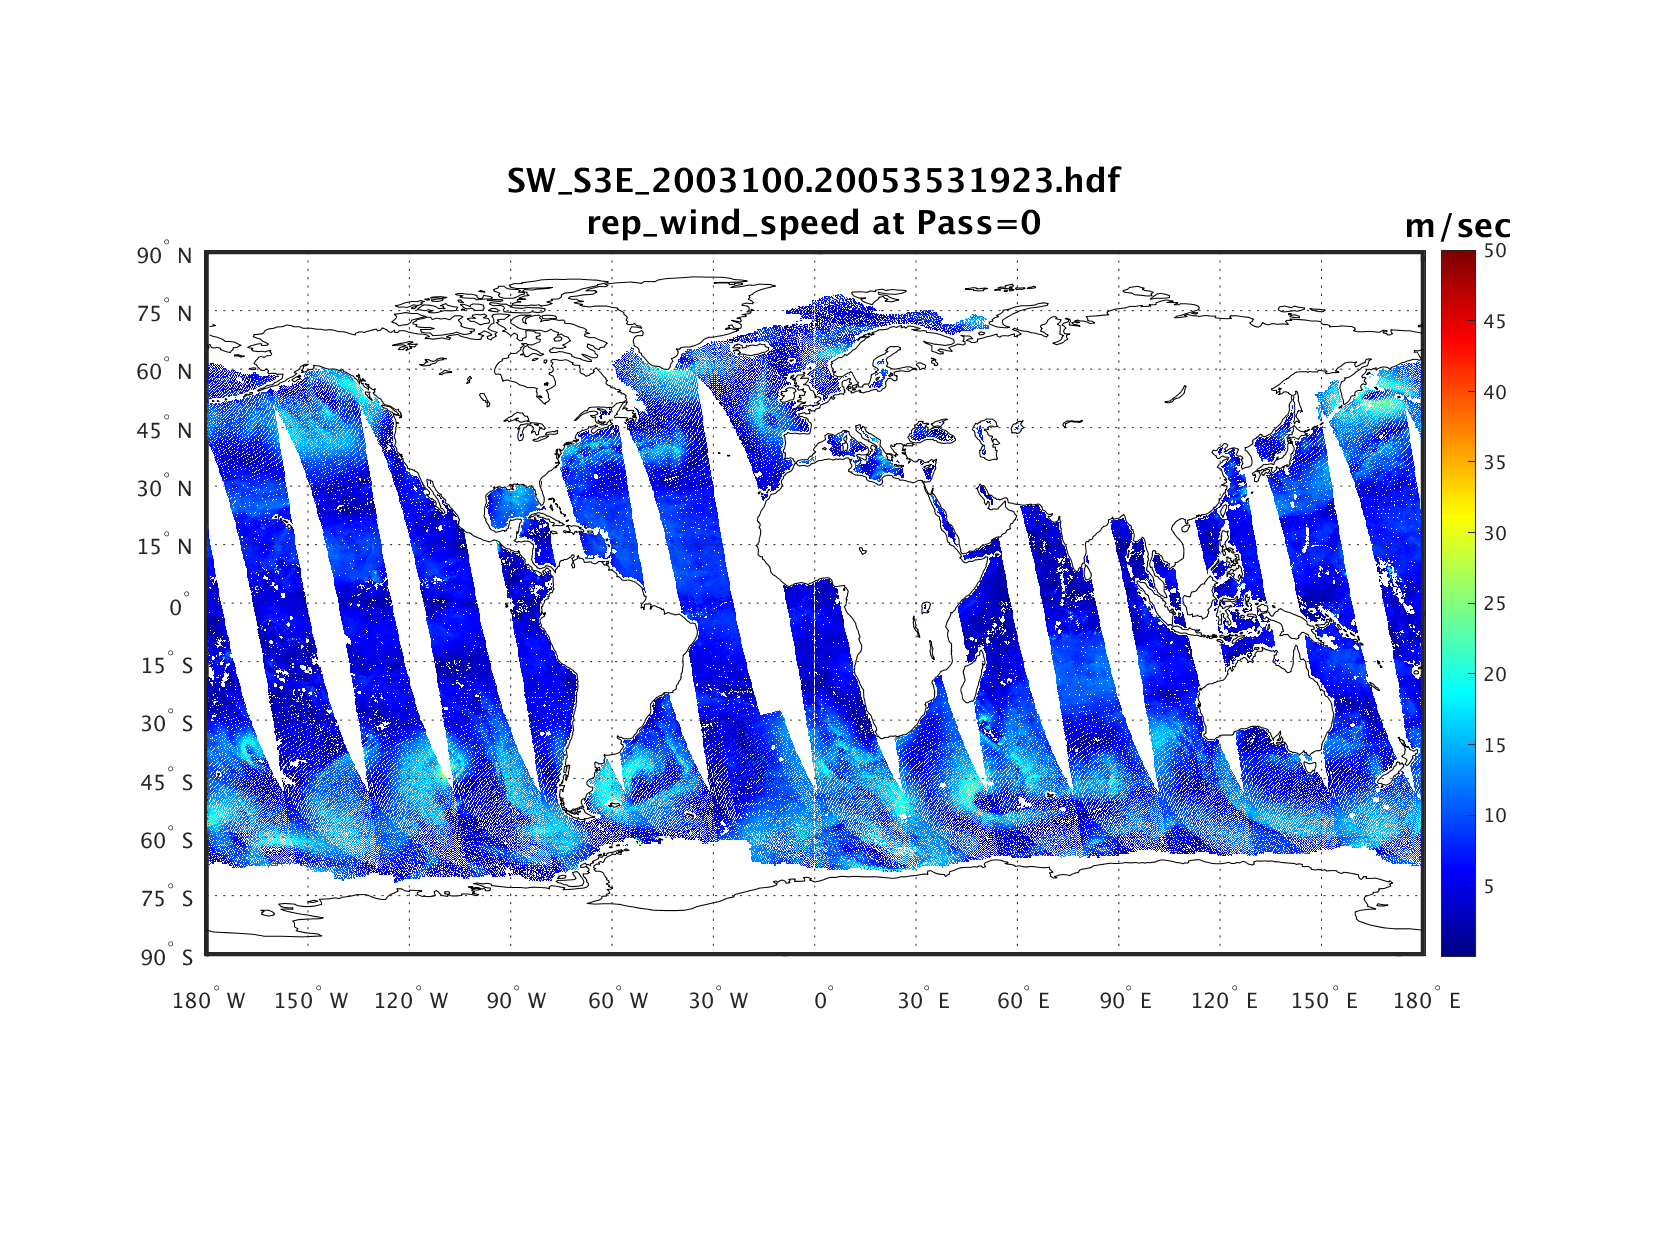 SW_S3E_2003100.20053531923.hdf
rep_wind_speed at Pass=0
m/sec
90° N
75° N
60° N
45° N
30° N
15° N
0°
15° S
30° S
45° S
60° S
75° S
90° S
180° W 150° W 120° W 90° W 60° W 30° W 0° 30° E 60° E 90° E 120° E 150° E 180° E
50
45
40
35
30
25
20
15
10
5